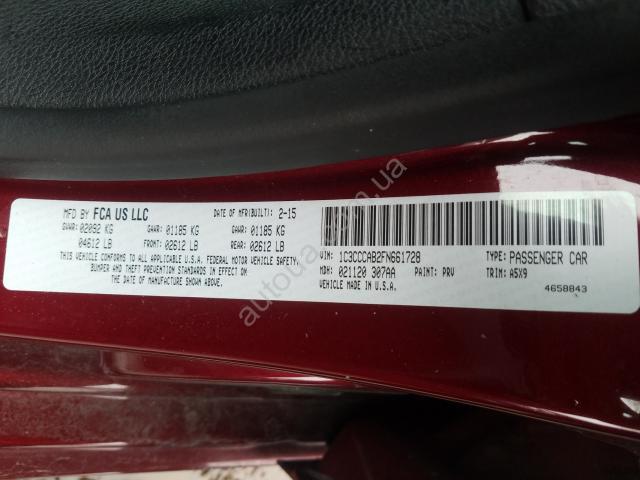 MFD BY FCA US LLC DATE OF MFR(BUILT): 2-15
GVWR: 02092 KG GAWR: 01185 KG GAWR: 01185 KG
04612 LB FRONT: 02612 LB REAR: 02612 LB
THIS VEHICLE CONFORMS TO ALL APPLICABLE U.S.A. FEDERAL MOTOR VEHICLE SAFETY,
BUMPER AND THEFT PREVENTION STANDARDS IN EFFECT ON THE
DATE OF MANUFACTURE SHOWN ABOVE.
VIN: 1C3CCCAB2FN661728 TYPE: PASSENGER CAR
MDH: 021120 307AA PAINT: PRV TRIM: A5X9
VEHICLE MADE IN U.S.A. 4658843
autoua.com